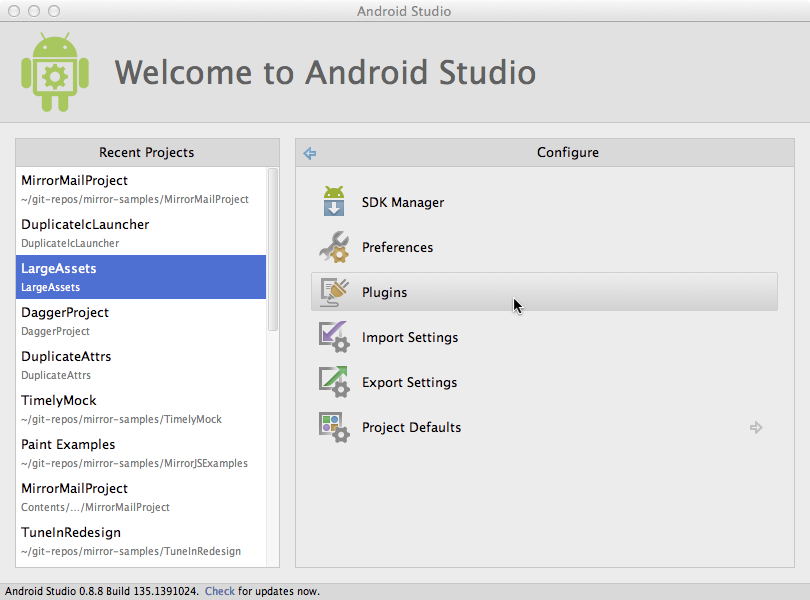 Android Studio
Welcome to Android Studio
Recent Projects
MirrorMailProject
~/git-repos/mirror-samples/MirrorMailProject
DuplicateIcLauncher
DuplicateIcLauncher
LargeAssets
LargeAssets
DaggerProject
DaggerProject
DuplicateAttrs
DuplicateAttrs
TimelyMock
~/git-repos/mirror-samples/TimelyMock
Paint Examples
~/git-repos/mirror-samples/MirrorJSExamples
MirrorMailProject
Contents/.../MirrorMailProject
TuneInRedesign
~/git-repos/mirror-samples/TuneInRedesign
Configure
SDK Manager
Preferences
Plugins
Import Settings
Export Settings
Project Defaults
Android Studio 0.8.8 Build 135.1391024. Check for updates now.